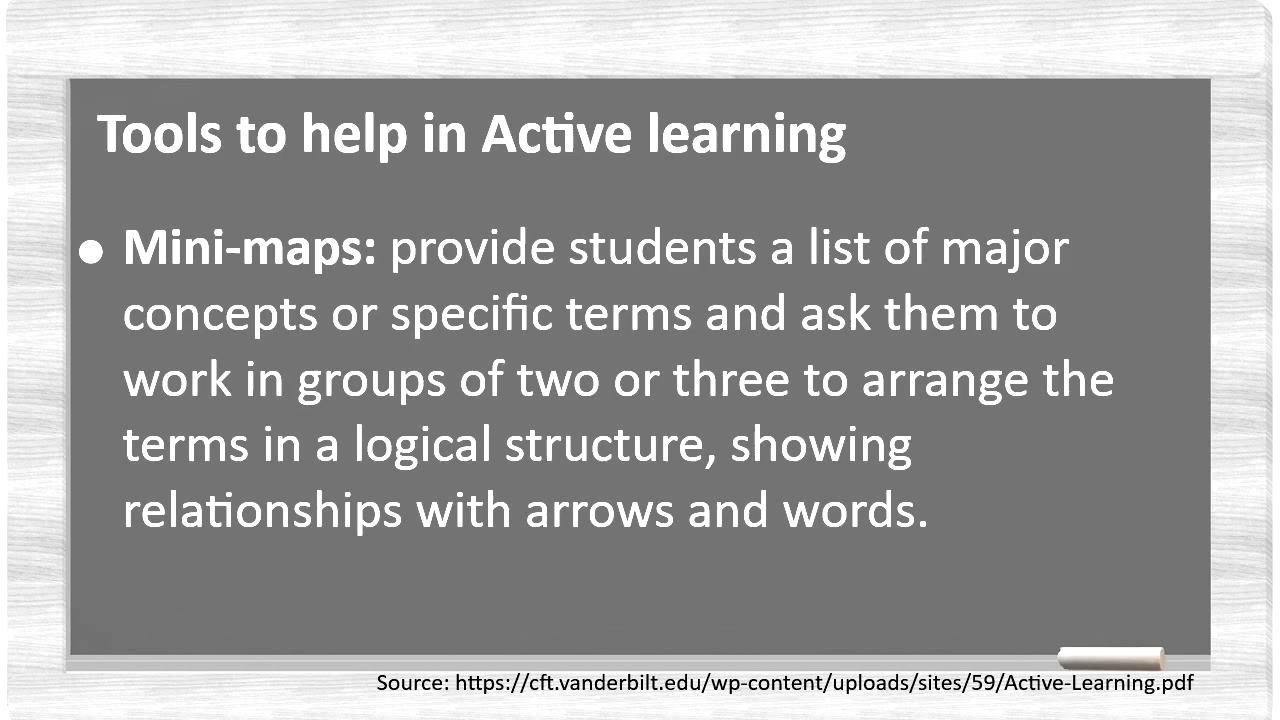 Tools to help in Active learning
● Mini-maps: provide students a list of major
concepts or specific terms and ask them to
work in groups of two or three to arrange the
terms in a logical structure, showing
relationships with arrows and words.
Source: https://cft.vanderbilt.edu/wp-content/uploads/sites/59/Active-Learning.pdf